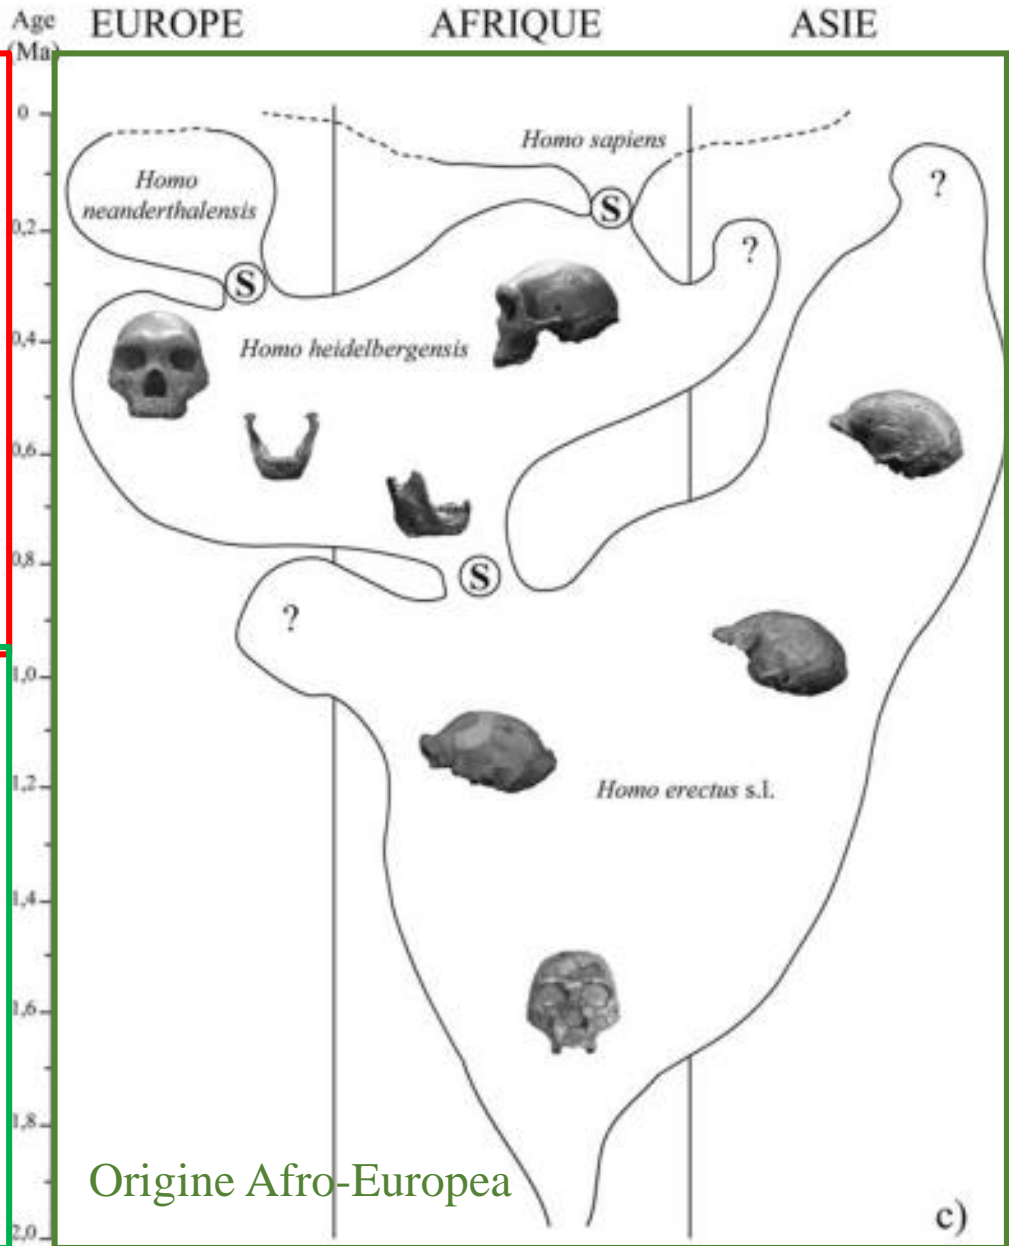 Age EUROPE AFRIQUE ASIE
(Ma)
0
Homo sapiens
Homo
neanderthalensis
?
S
0,2
?
S
0,4
Homo heidelbergensis
0,6
0,8
S
?
1,0
1,2
Homo erectus s.l.
1,4
1,6
1,8
Origine Afro-Europea
c)
2,0